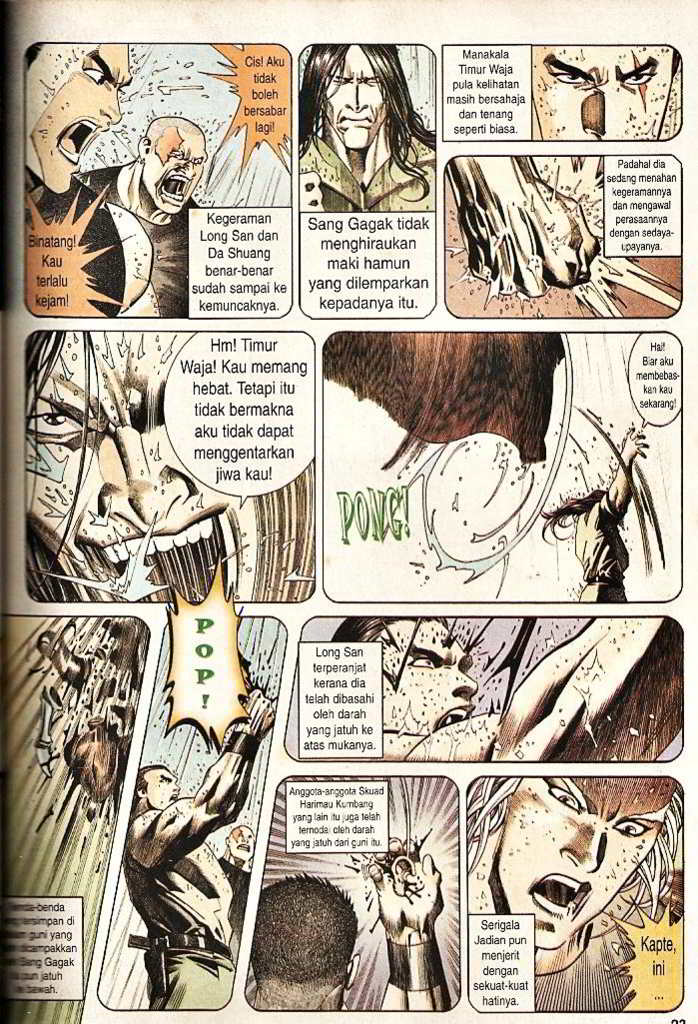 Cis! Aku
tidak
boleh
bersabar
lagi!
Binatang!
Kau
terlalu
kejam!
Kegeraman
Long San dan
Da Shuang
benar-benar
sudah sampai ke
kemuncaknya.
Sang Gagak tidak
menghiraukan
maki hamun
yang dilemparkan
kepadanya itu.
Manakala
Timur Waja
pula kelihatan
masih bersahaja
dan tenang
seperti biasa.
Padahal dia
sedang menahan
kegeramannya
dan mengawal
perasaannya
dengan sedaya-
upayanya.
Hm! Timur
Waja! Kau memang
hebat. Tetapi itu
tidak bermakna
aku tidak dapat
menggentarkan
jiwa kau!
Hai!
Biar aku
membebas-
kan kau
sekarang!
PONG!
POP!
Long San
terperanjat
kerana dia
telah dibasahi
oleh darah
yang jatuh ke
atas mukanya.
tersimpan di
guni yang
dicampakkan
Sang Gagak
pun jatuh
bawah.
Anggota-anggota Skuad
Harimau Kumbang
yang lain itu juga telah
ternodai oleh darah
yang jatuh dari guni itu.
Serigala
Jadian pun
menjerit
dengan
sekuat-kuat
hatinya.
Kapte,
ini
...